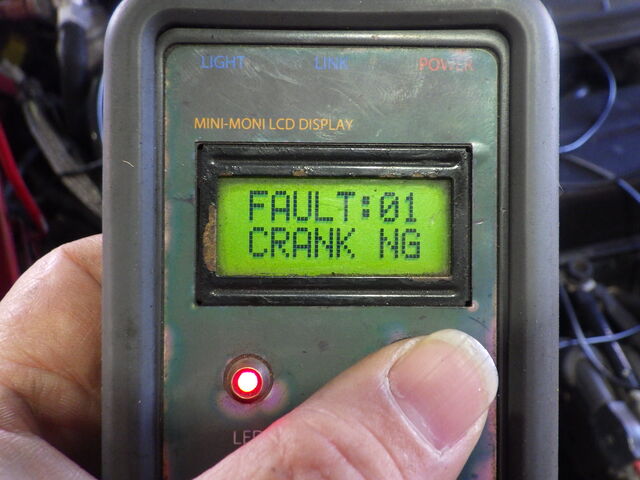 LIGHT LINK POWER
MINI-MONI LCD DISPLAY
FAULT:01
CRANK NG